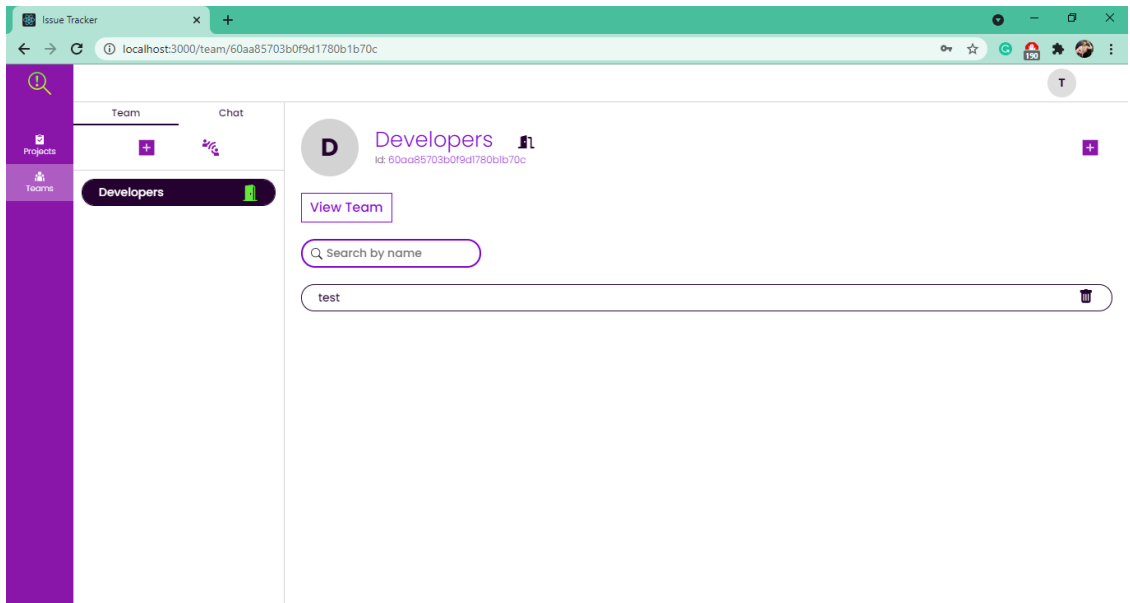 Issue Tracker
localhost:3000/team/60aa85703b0f9d1780b1b70c
190
T
Projects
Teams
Team Chat
Developers
D
Developers
Id: 60aa85703b0f9d1780b1b70c
View Team
Search by name
test